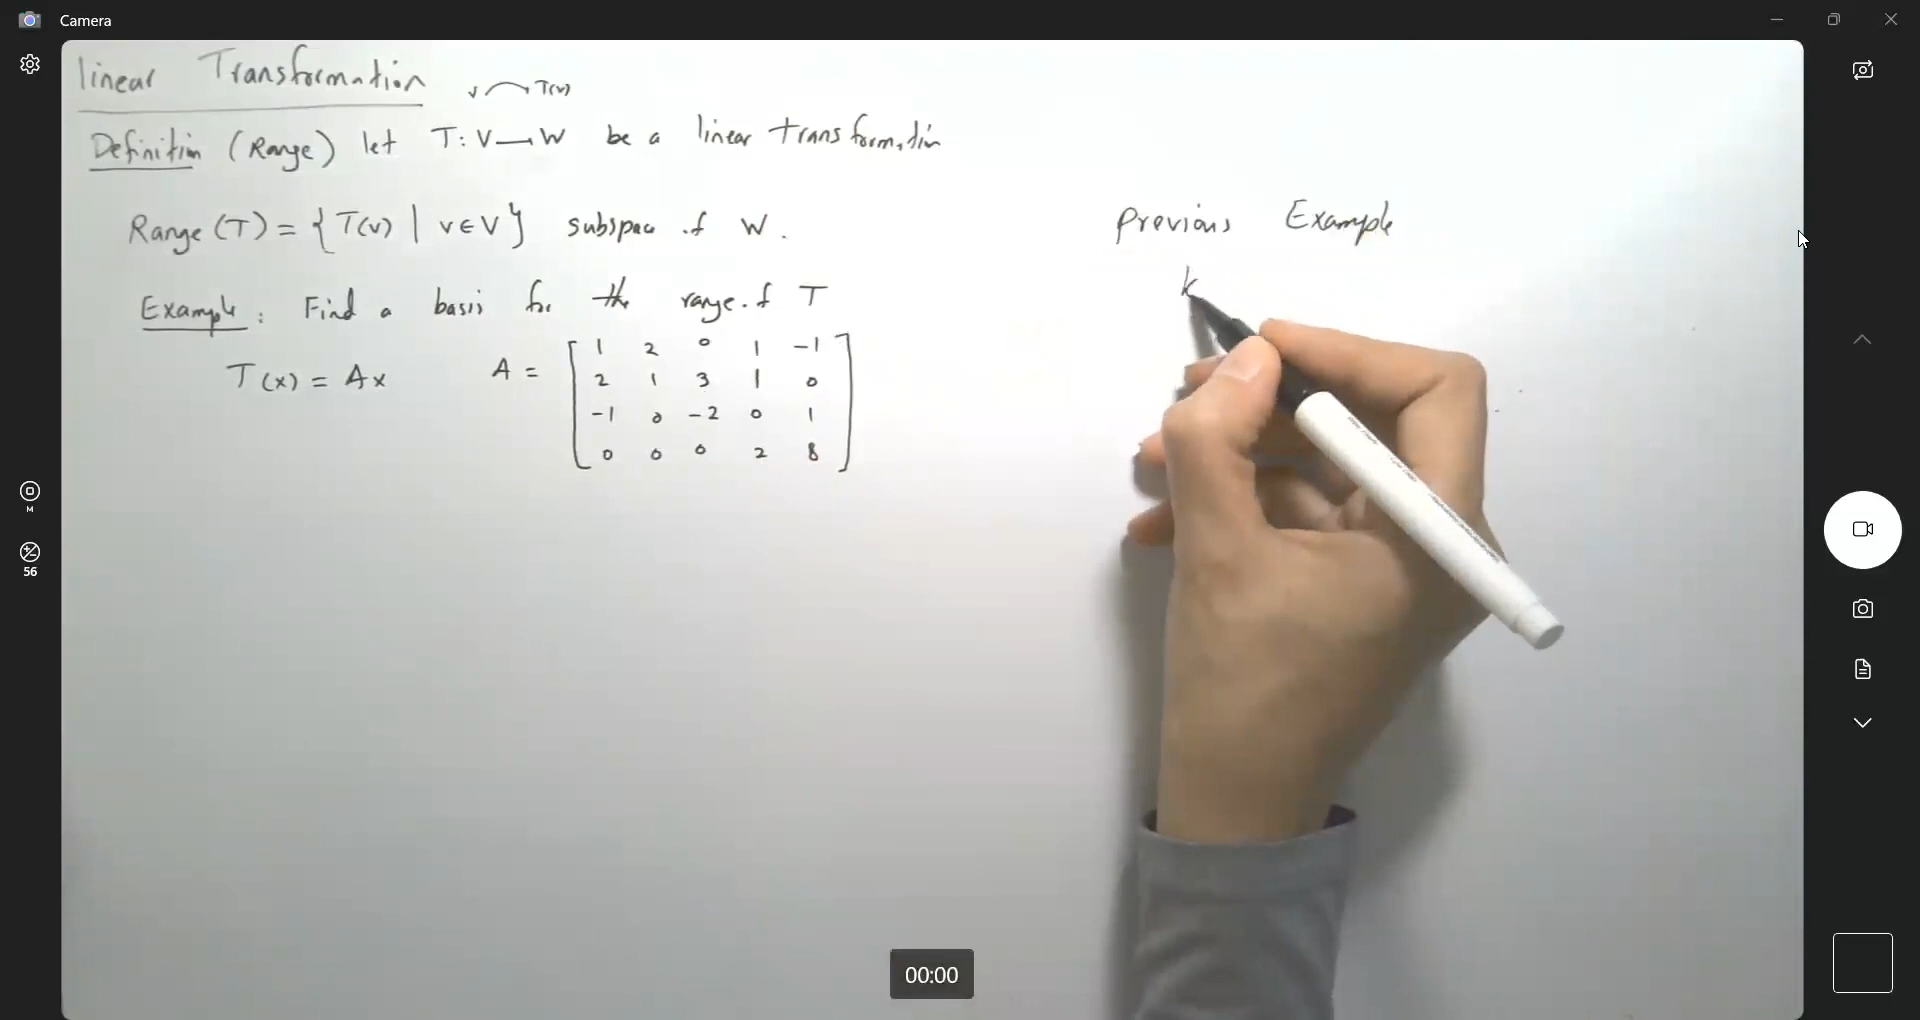 Camera
linear Transformation
v T(v)
Definition (Range) let T: V → W be a linear transformation
Range (T) = { T(v) | v ∈ V } subspace of W.
Previous Example
k
Example: Find a basis for the range of T
T(x) = Ax A = [ 1 2 0 1 -1
2 1 3 1 0
-1 0 -2 0 1
0 0 0 2 8 ]
M
56
00:00